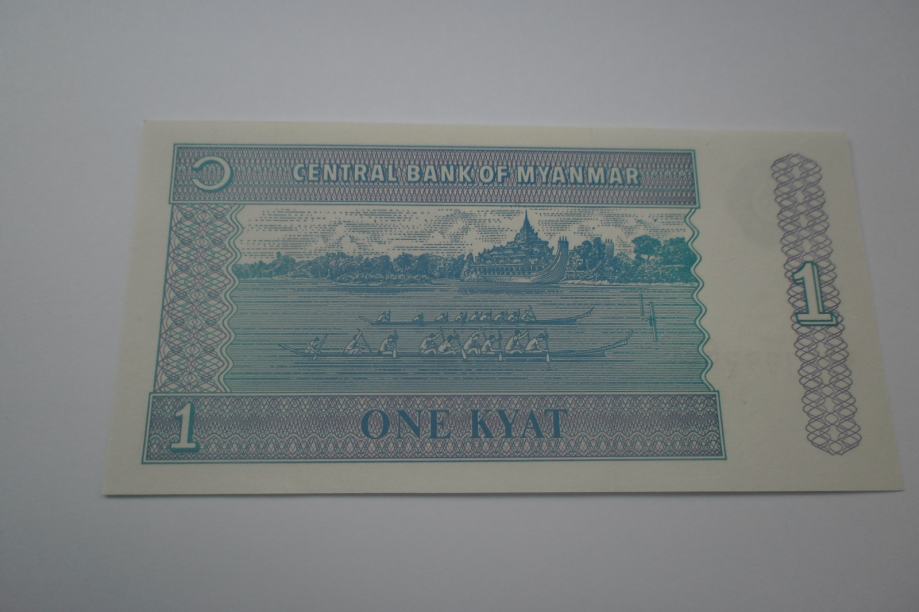 ၁ CENTRAL BANK OF MYANMAR
1
1 ONE KYAT